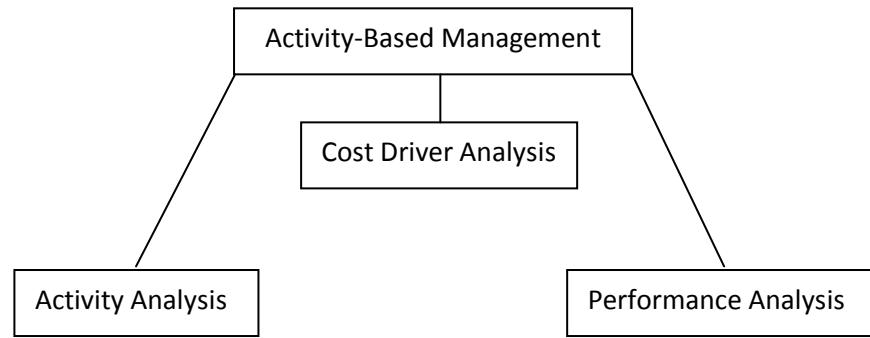 Activity-Based Management
Cost Driver Analysis
Activity Analysis
Performance Analysis